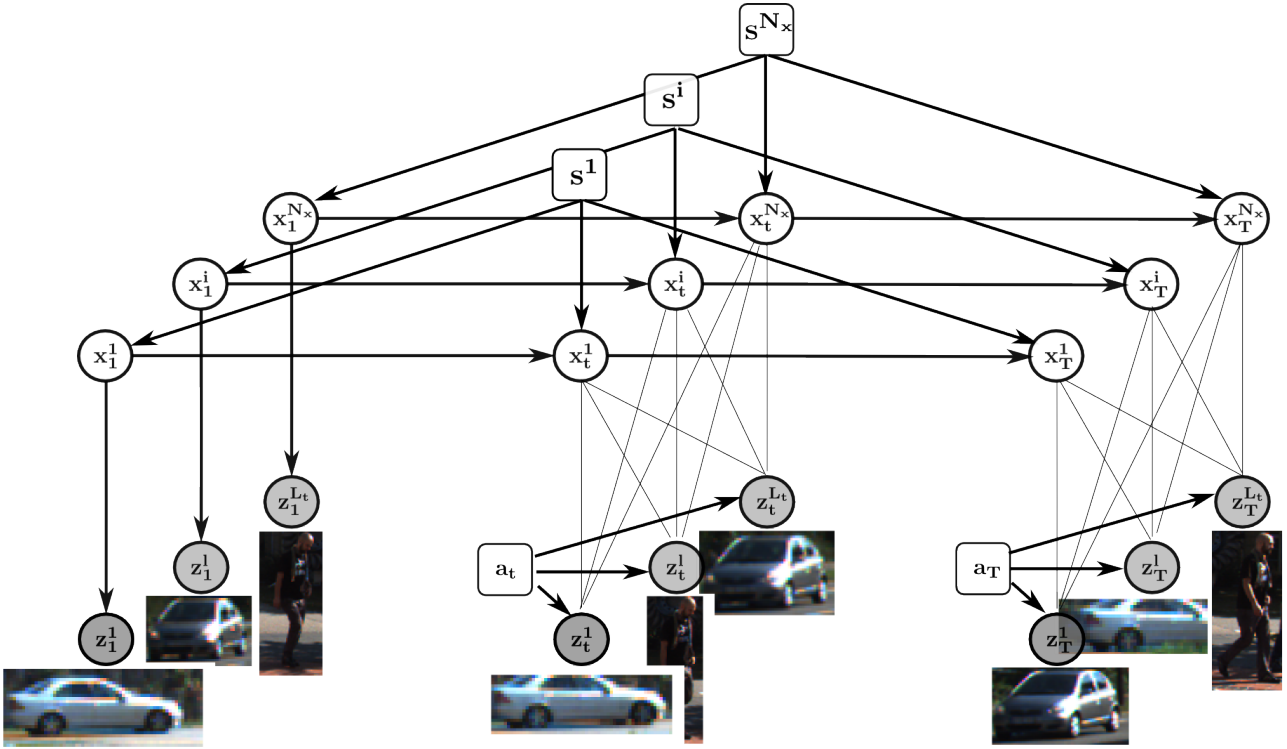 s^{N_x}
s^i
s^1
x_1^{N_x} x_t^{N_x} x_T^{N_x}
x_1^i x_t^i x_T^i
x_1^1 x_t^1 x_T^1
z_1^{L_t} z_t^{L_t} z_T^{L_t}
z_1^l a_t z_t^l a_T z_T^l
z_1^1 z_t^1 z_T^1